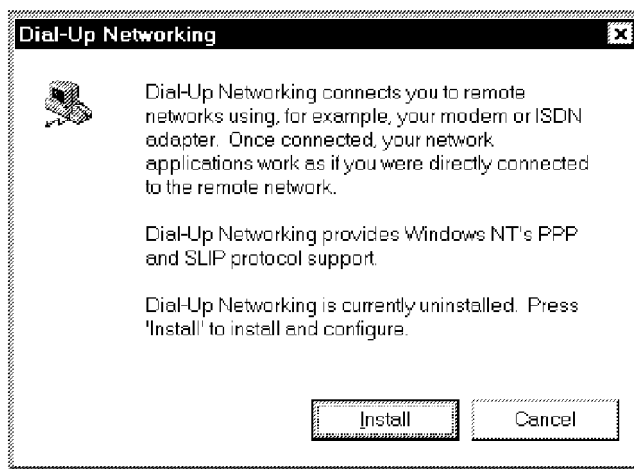 Dial-Up Networking
Dial-Up Networking connects you to remote
networks using, for example, your modem or ISDN
adapter. Once connected, your network
applications work as if you were directly connected
to the remote network.
Dial-Up Networking provides Windows NT's PPP
and SLIP protocol support.
Dial-Up Networking is currently uninstalled. Press
'Install' to install and configure.
Install
Cancel